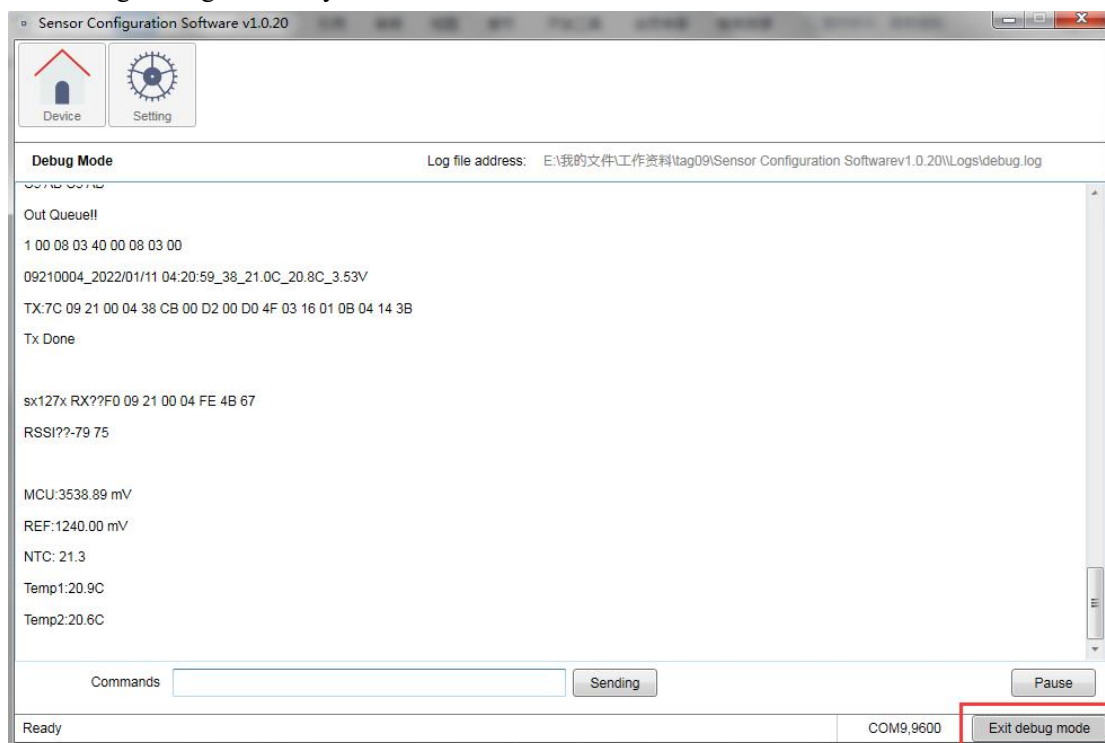 Sensor Configuration Software v1.0.20
Device
Setting
Debug Mode
Log file address: E:\我的文件\工作资料\tag09\Sensor Configuration Softwarev1.0.20\\Logs\debug.log
Out Queue!!
1 00 08 03 40 00 08 03 00
09210004_2022/01/11 04:20:59_38_21.0C_20.8C_3.53V
TX:7C 09 21 00 04 38 CB 00 D2 00 D0 4F 03 16 01 0B 04 14 3B
Tx Done
sx127x RX??F0 09 21 00 04 FE 4B 67
RSSI??-79 75
MCU:3538.89 mV
REF:1240.00 mV
NTC: 21.3
Temp1:20.9C
Temp2:20.6C
Commands
Sending
Pause
Ready
COM9,9600
Exit debug mode